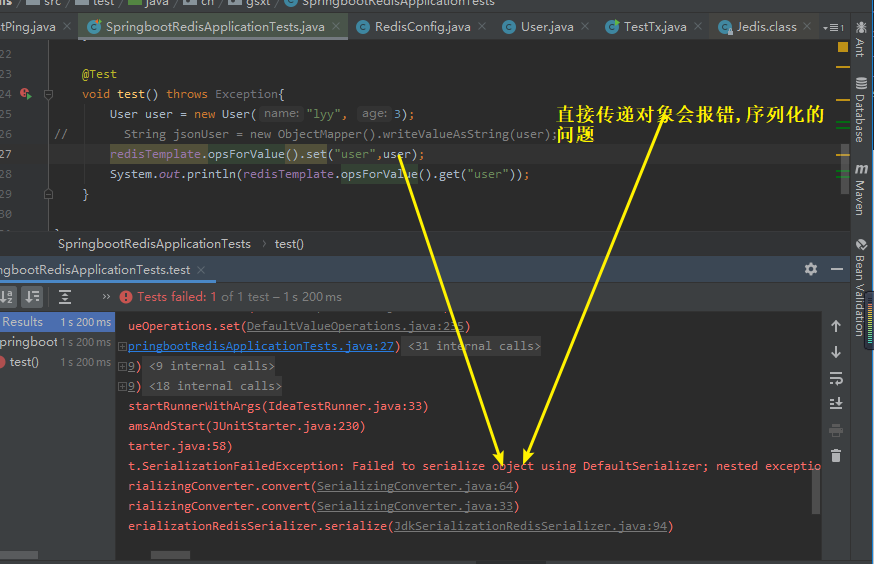 is src test java cn gsxt SpringbootRedisApplicationTests
tPing.java SpringbootRedisApplicationTests.java RedisConfig.java User.java TestTx.java Jedis.class
22
23 @Test
24 void test() throws Exception{
25 User user = new User( name: "lyy", age: 3);
26 // String jsonUser = new ObjectMapper().writeValueAsString(user);
27 redisTemplate.opsForValue().set("user",user);
28 System.out.println(redisTemplate.opsForValue().get("user"));
29 }
30
直接传递对象会报错,序列化的
问题
SpringbootRedisApplicationTests › test()
ngbootRedisApplicationTests.test
Tests failed: 1 of 1 test – 1 s 200 ms
Results 1 s 200 ms
pringboot 1 s 200 ms
test() 1 s 200 ms
ueOperations.set(DefaultValueOperations.java:235)
pringbootRedisApplicationTests.java:27) <31 internal calls>
9) <9 internal calls>
9) <18 internal calls>
startRunnerWithArgs(IdeaTestRunner.java:33)
amsAndStart(JUnitStarter.java:230)
tarter.java:58)
t.SerializationFailedException: Failed to serialize object using DefaultSerializer; nested exceptio
rializingConverter.convert(SerializingConverter.java:64)
rializingConverter.convert(SerializingConverter.java:33)
erializationRedisSerializer.serialize(JdkSerializationRedisSerializer.java:94)
Ant
Database
m Maven
Bean Validation